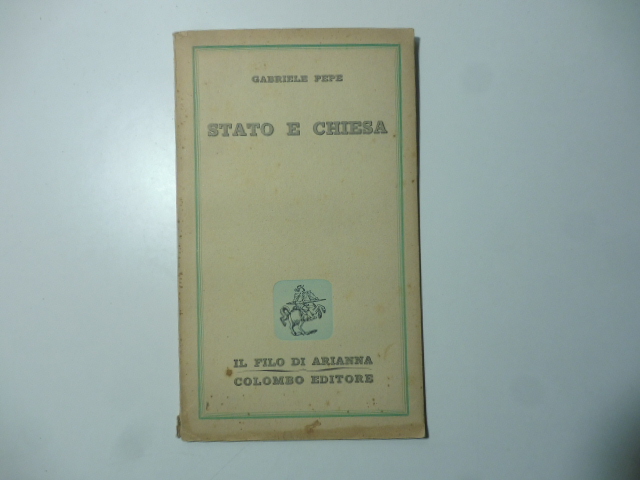 GABRIELE PEPE
STATO E CHIESA
IL FILO DI ARIANNA
COLOMBO EDITORE